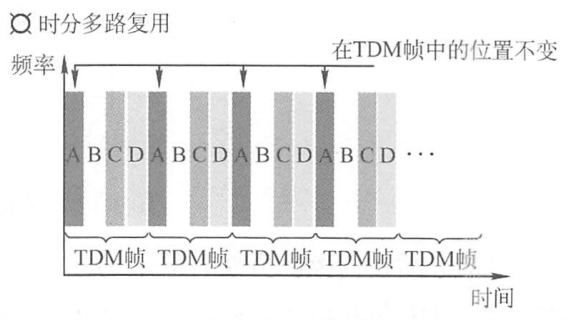 时分多路复用
在TDM帧中的位置不变
频率
A B C D A B C D A B C D A B C D ···
TDM帧 TDM帧 TDM帧 TDM帧 TDM帧
时间